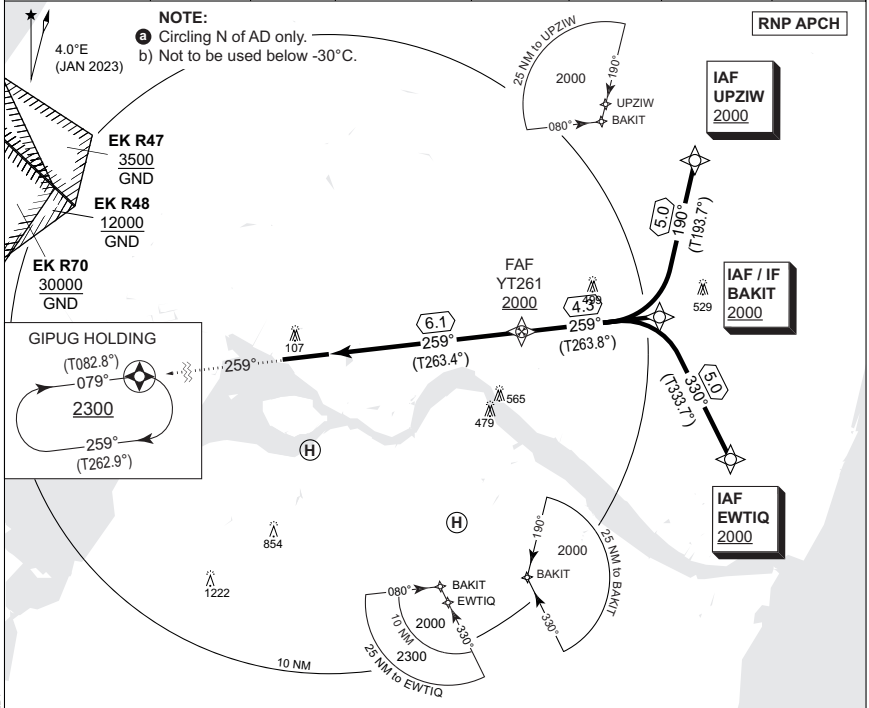 NOTE:
a Circling N of AD only.
b) Not to be used below -30°C.
4.0°E
(JAN 2023)
RNP APCH
25 NM to UPZIW
2000
190°
UPZIW
080°
BAKIT
IAF
UPZIW
2000
EK R47
3500
GND
EK R48
12000
GND
EK R70
30000
GND
5.0
190°
(T193.7°)
FAF
YT261
2000
499
4.3
259°
(T263.8°)
IAF / IF
BAKIT
2000
529
6.1
259°
(T263.4°)
107
259°
GIPUG HOLDING
(T082.8°)
079°
2300
259°
(T262.9°)
5.0
330°
(T333.7°)
565
479
H
IAF
EWTIQ
2000
H
854
1222
190°
2000
BAKIT
330°
25 NM to BAKIT
080°
BAKIT
EWTIQ
2000
330°
10 NM
2300
25 NM to EWTIQ
10 NM